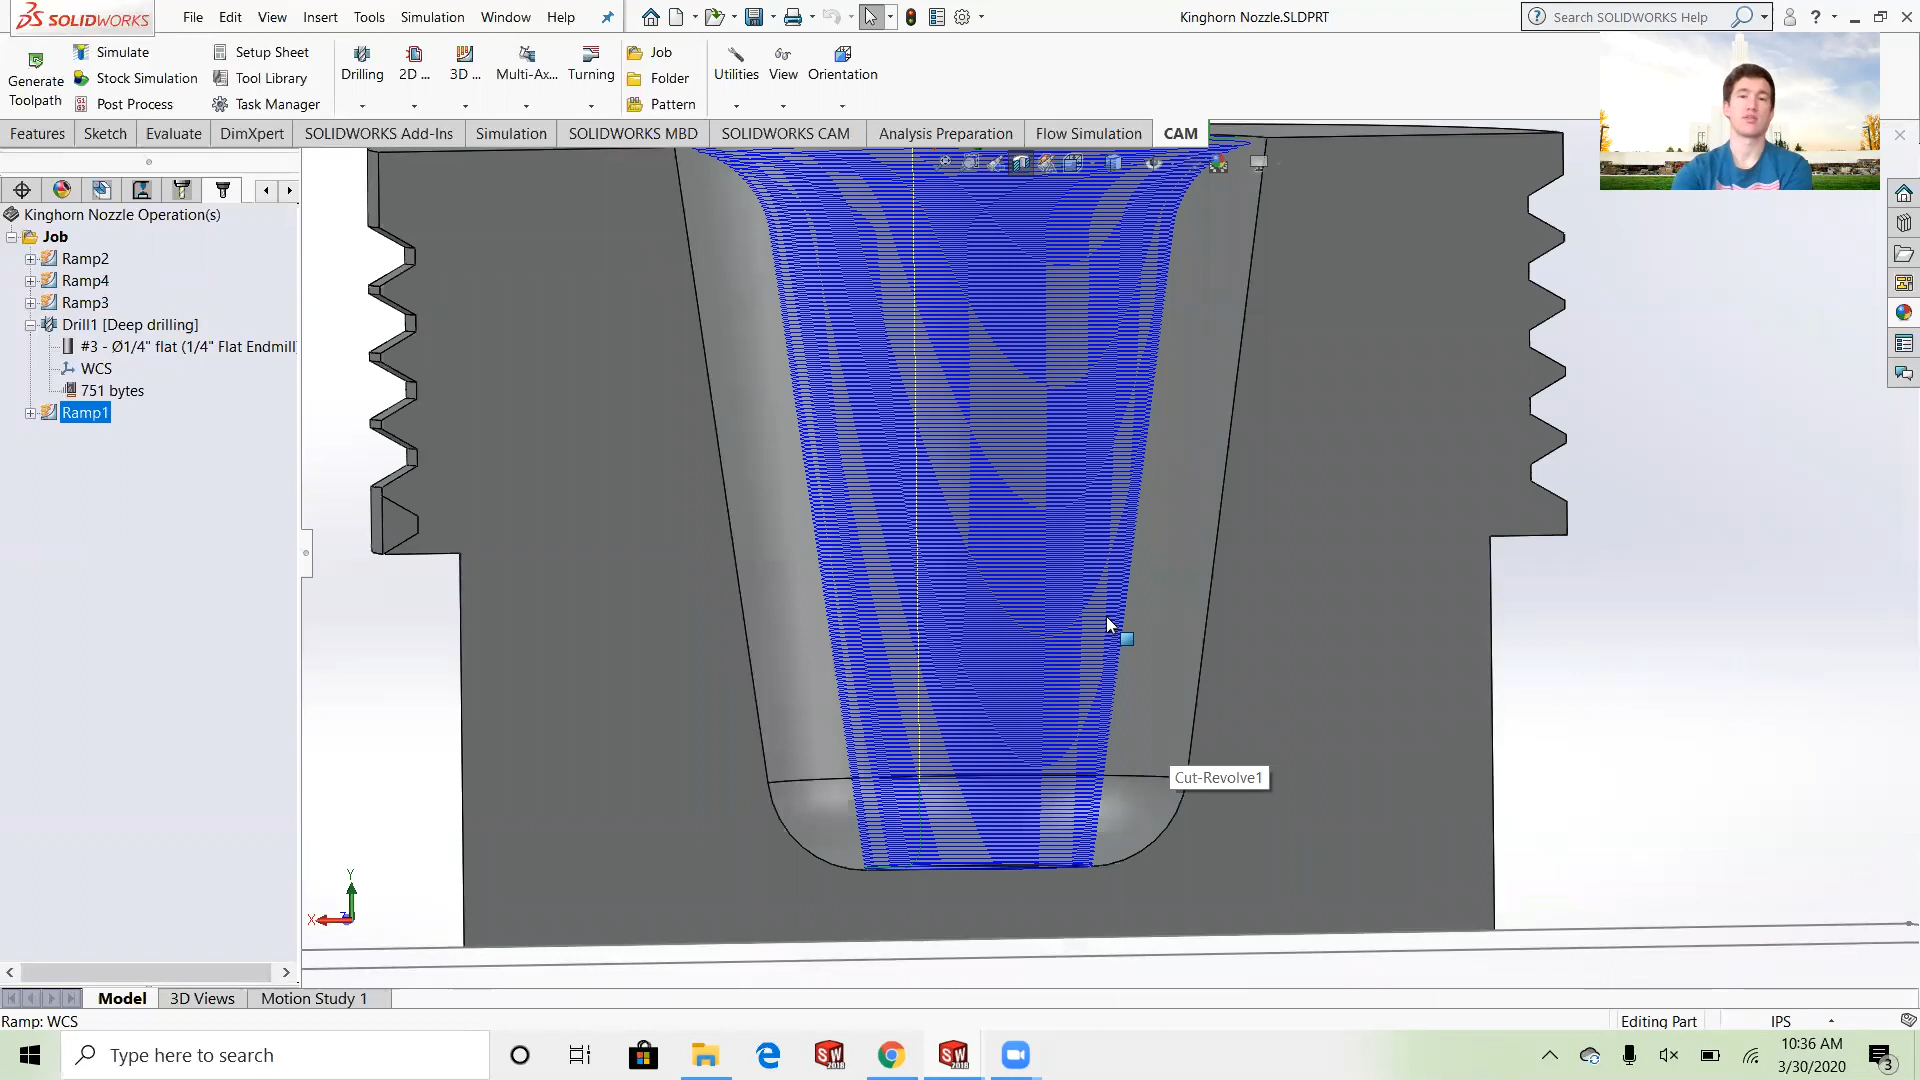 SOLIDWORKS File Edit View Insert Tools Simulation Window Help Kinghorn Nozzle.SLDPRT Search SOLIDWORKS Help ?
Generate Toolpath
Simulate Setup Sheet
Stock Simulation Tool Library
Post Process Task Manager
Drilling 2D ... 3D ... Multi-Ax... Turning
Job
Folder
Pattern
Utilities View Orientation
Features Sketch Evaluate DimXpert SOLIDWORKS Add-Ins Simulation SOLIDWORKS MBD SOLIDWORKS CAM Analysis Preparation Flow Simulation CAM
Kinghorn Nozzle Operation(s)
Job
Ramp2
Ramp4
Ramp3
Drill1 [Deep drilling]
#3 - Ø1/4" flat (1/4" Flat Endmill
WCS
751 bytes
Ramp1
Cut-Revolve1
Y
X
Z
Model 3D Views Motion Study 1
Ramp: WCS Editing Part IPS
Type here to search
SW 2018
SW 2018
10:36 AM
3/30/2020
3